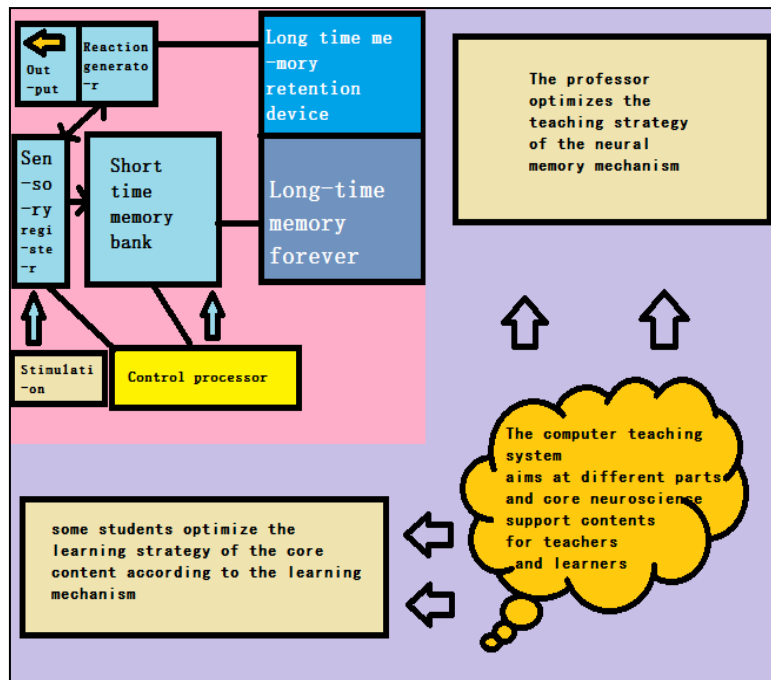 Out
-put
Reaction
generato-
-r
Long time me
-mory
retention
device
Sen
-so
-ry
regi
-ste
-r
Short
time
memory
bank
Long-time
memory
forever
Stimulati
-on
Control processor
The professor
optimizes the
teaching strategy
of the neural
memory mechanism
The computer teaching
system
aims at different parts
and core neuroscience
support contents
for teachers
and learners
some students optimize the
learning strategy of the core
content according to the learning
mechanism